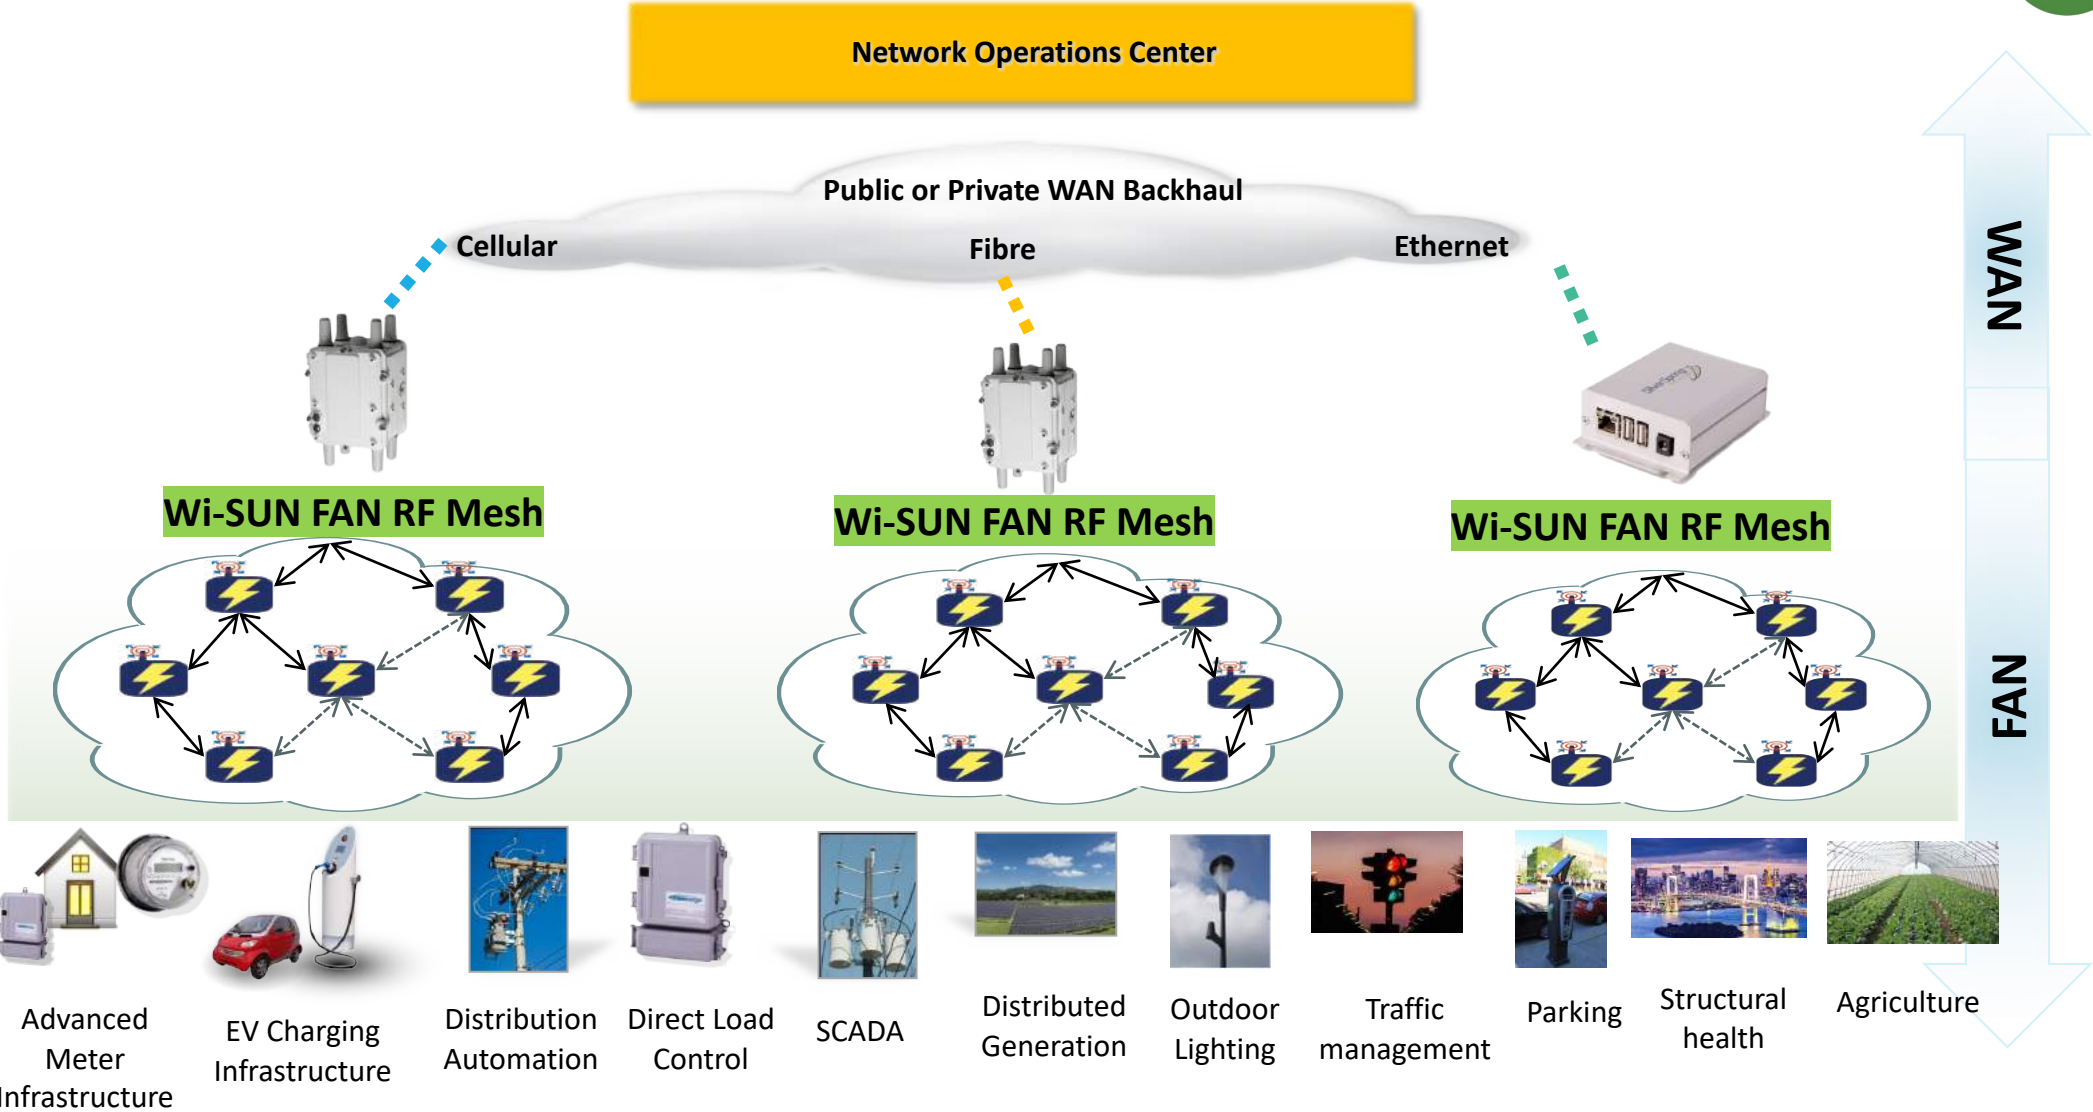 Network Operations Center
Public or Private WAN Backhaul
Cellular
Fibre
Ethernet
WAN
Wi-SUN FAN RF Mesh
Wi-SUN FAN RF Mesh
Wi-SUN FAN RF Mesh
FAN
Advanced
Meter
Infrastructure
EV Charging
Infrastructure
Distribution
Automation
Direct Load
Control
SCADA
Distributed
Generation
Outdoor
Lighting
Traffic
management
Parking
Structural
health
Agriculture